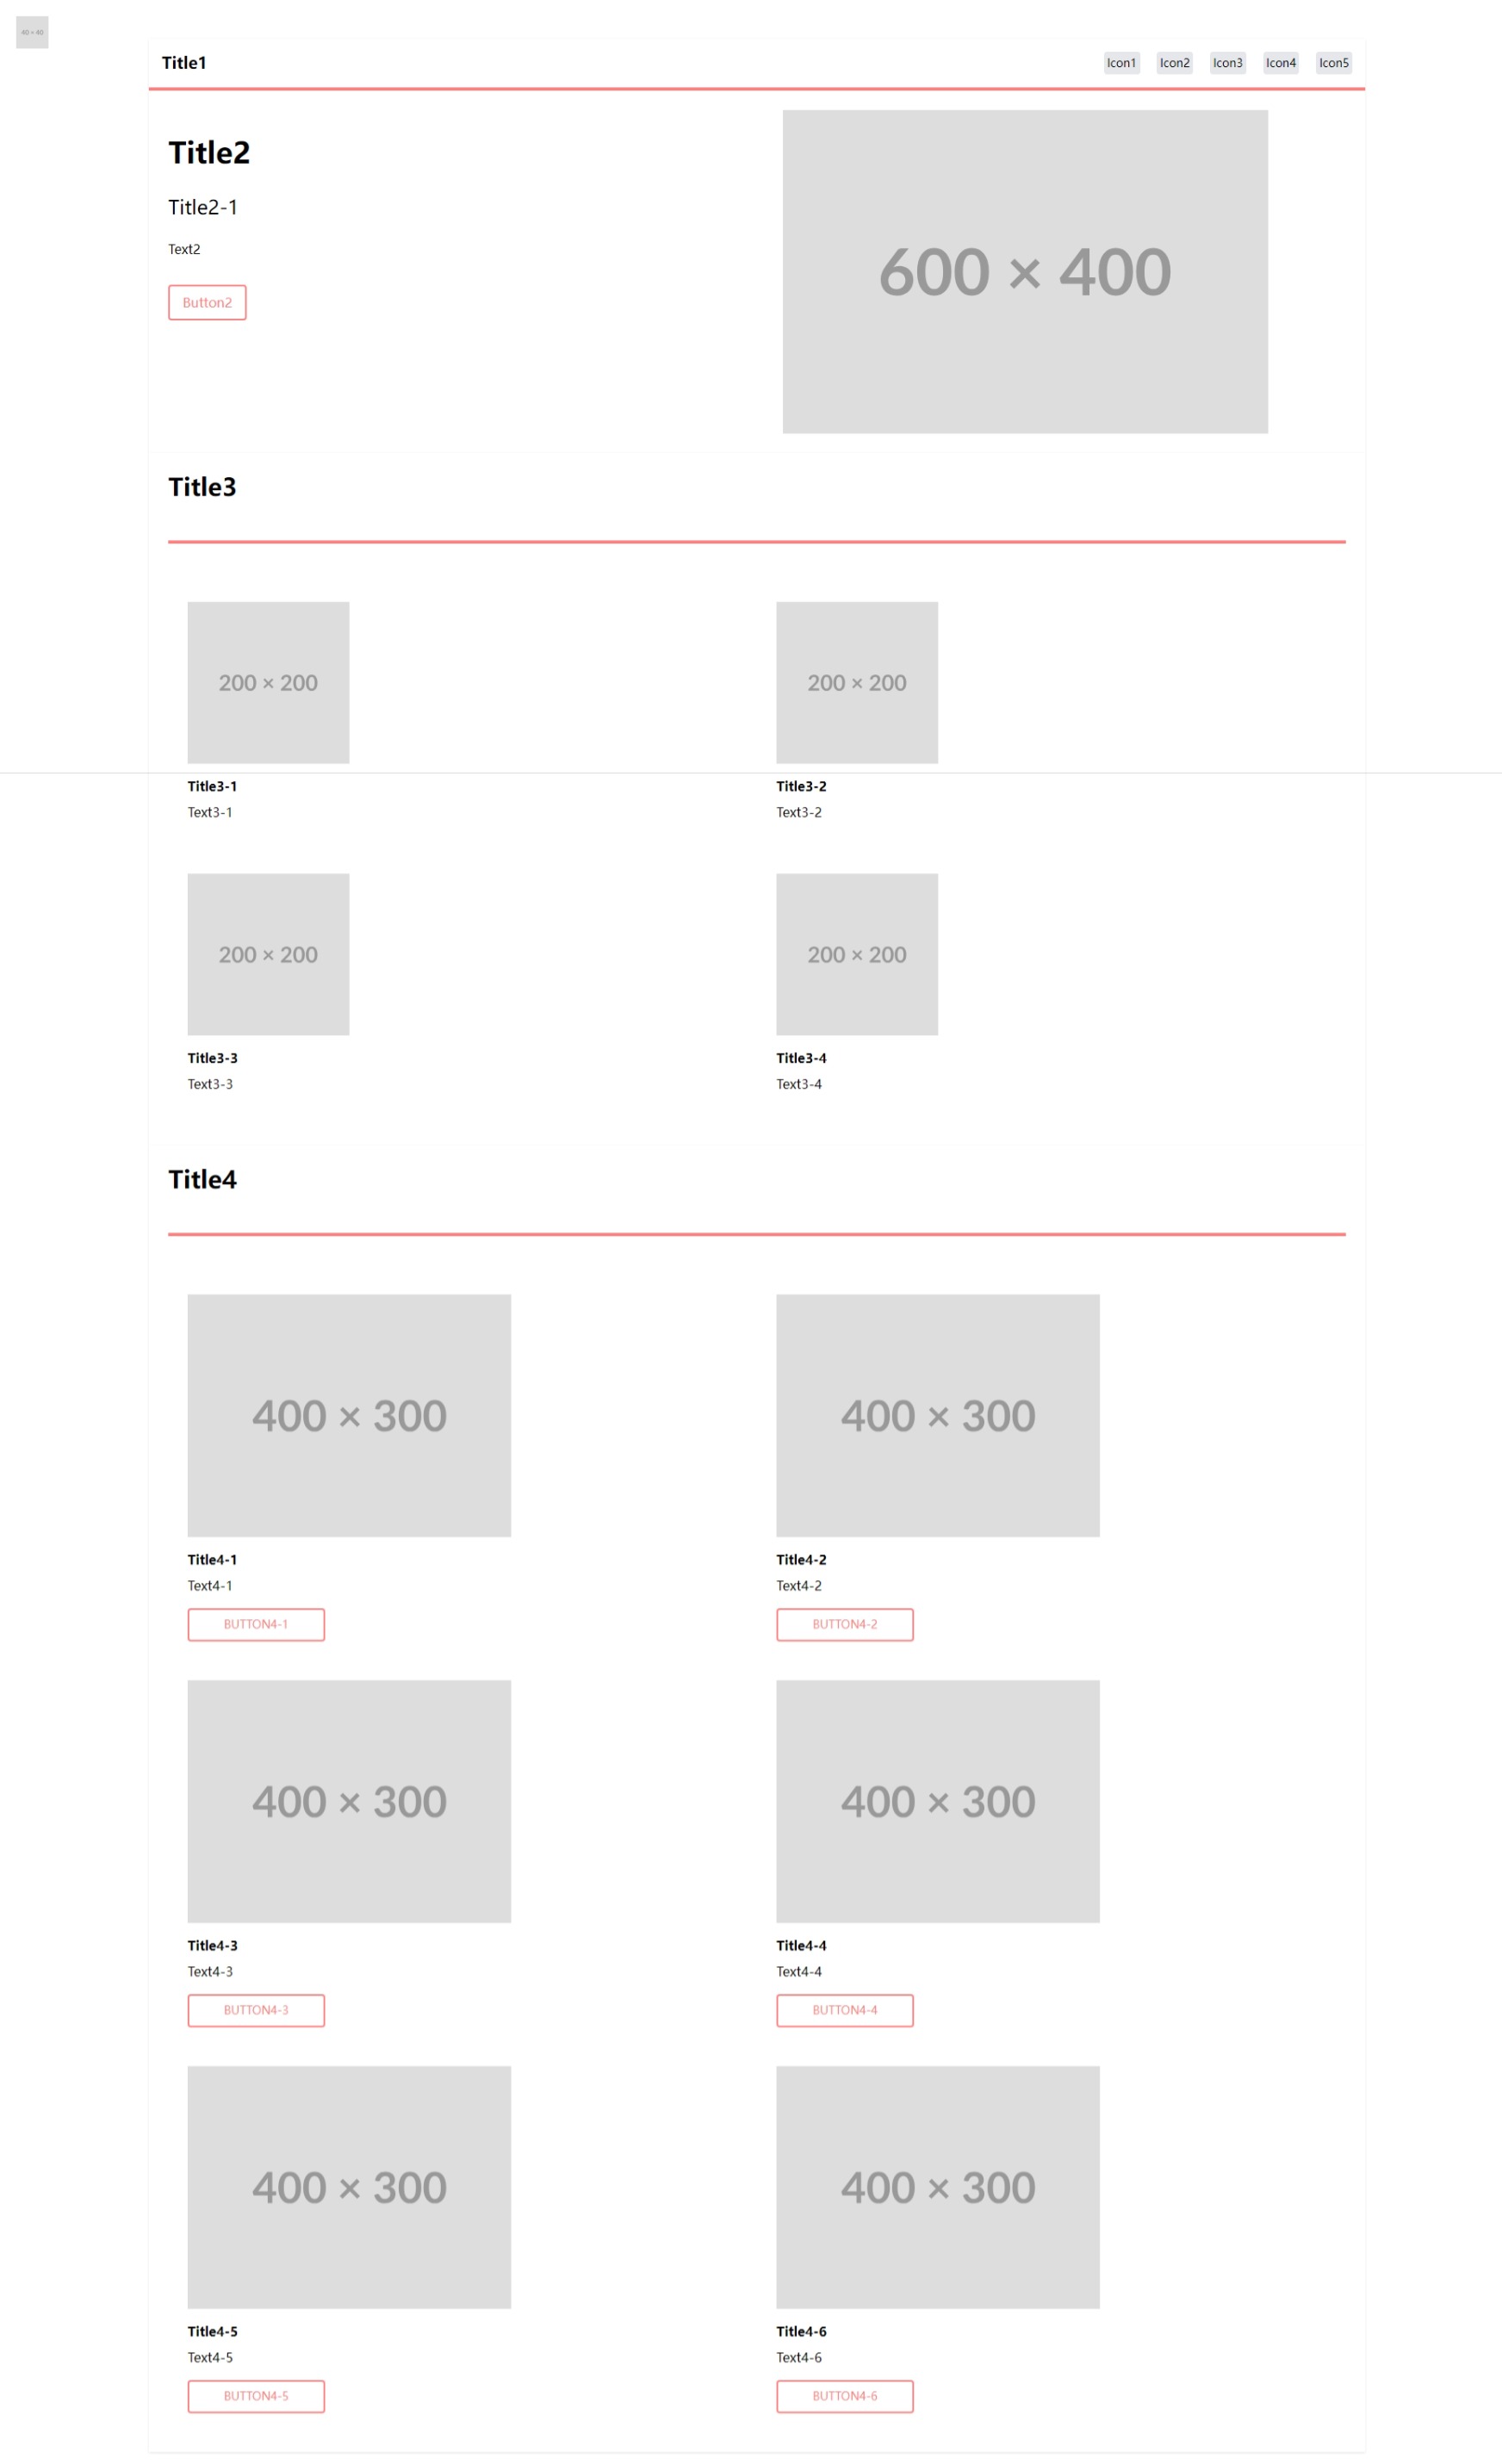 40 × 40
Title1
Icon1 Icon2 Icon3 Icon4 Icon5
Title2
Title2-1
Text2
Button2
600 × 400
Title3
200 × 200
200 × 200
Title3-1
Title3-2
Text3-1
Text3-2
200 × 200
200 × 200
Title3-3
Title3-4
Text3-3
Text3-4
Title4
400 × 300
400 × 300
Title4-1
Title4-2
Text4-1
Text4-2
BUTTON4-1
BUTTON4-2
400 × 300
400 × 300
Title4-3
Title4-4
Text4-3
Text4-4
BUTTON4-3
BUTTON4-4
400 × 300
400 × 300
Title4-5
Title4-6
Text4-5
Text4-6
BUTTON4-5
BUTTON4-6